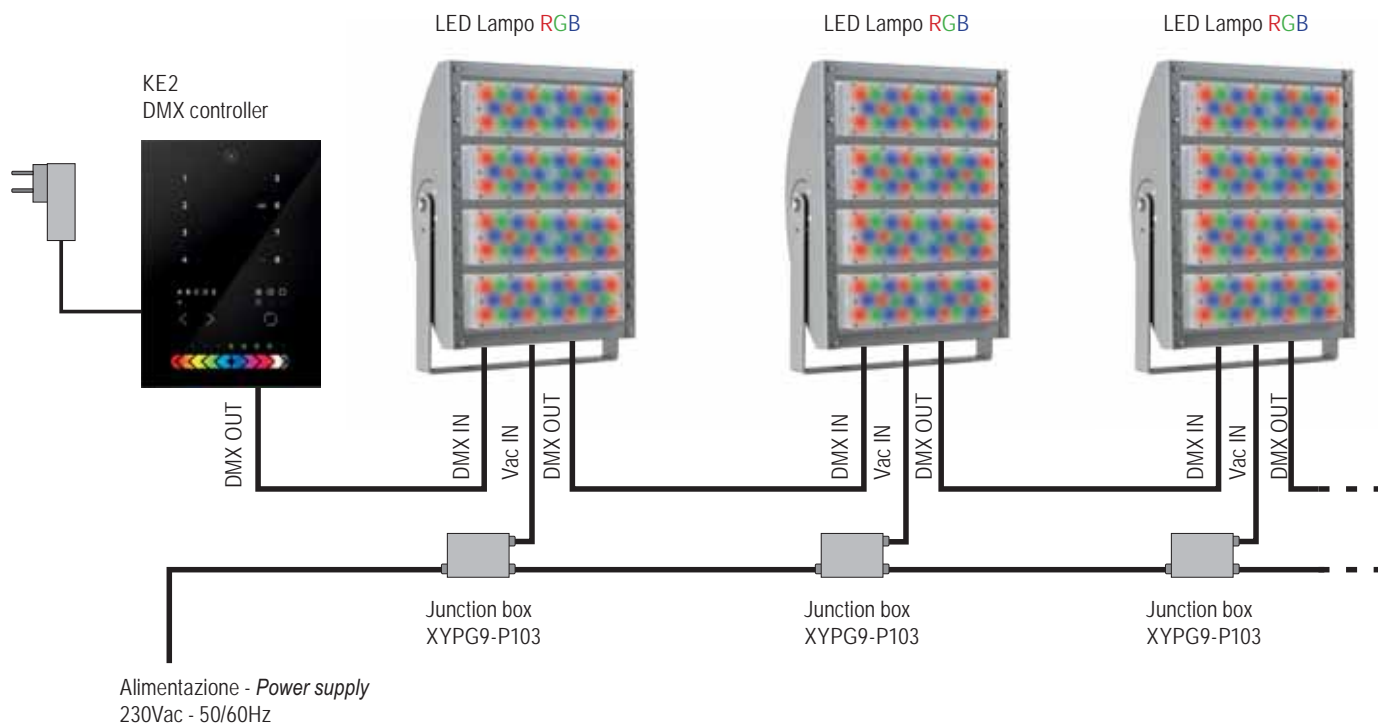 LED Lampo RGB
LED Lampo RGB
LED Lampo RGB
KE2
DMX controller
DMX OUT
DMX IN
Vac IN
DMX OUT
DMX IN
Vac IN
DMX OUT
DMX IN
Vac IN
DMX OUT
Junction box
XYPG9-P103
Junction box
XYPG9-P103
Junction box
XYPG9-P103
Alimentazione - Power supply
230Vac - 50/60Hz